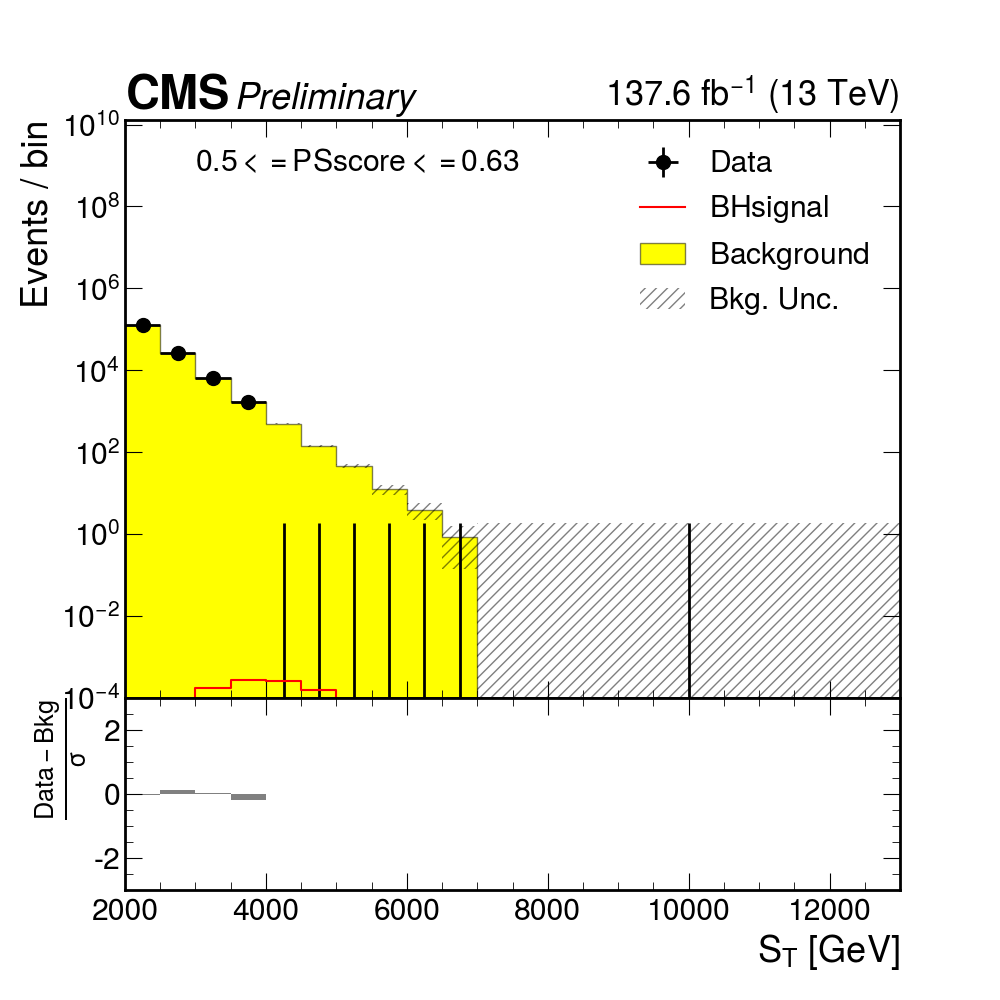 CMS Preliminary 137.6 fb⁻¹ (13 TeV)
Events / bin
0.5 < = PSscore < = 0.63
Data
BHsignal
Background
Bkg. Unc.
10¹⁰
10⁸
10⁶
10⁴
10²
10⁰
10⁻²
10⁻⁴
Data – Bkg
σ
2
0
-2
2000 4000 6000 8000 10000 12000
S_T [GeV]